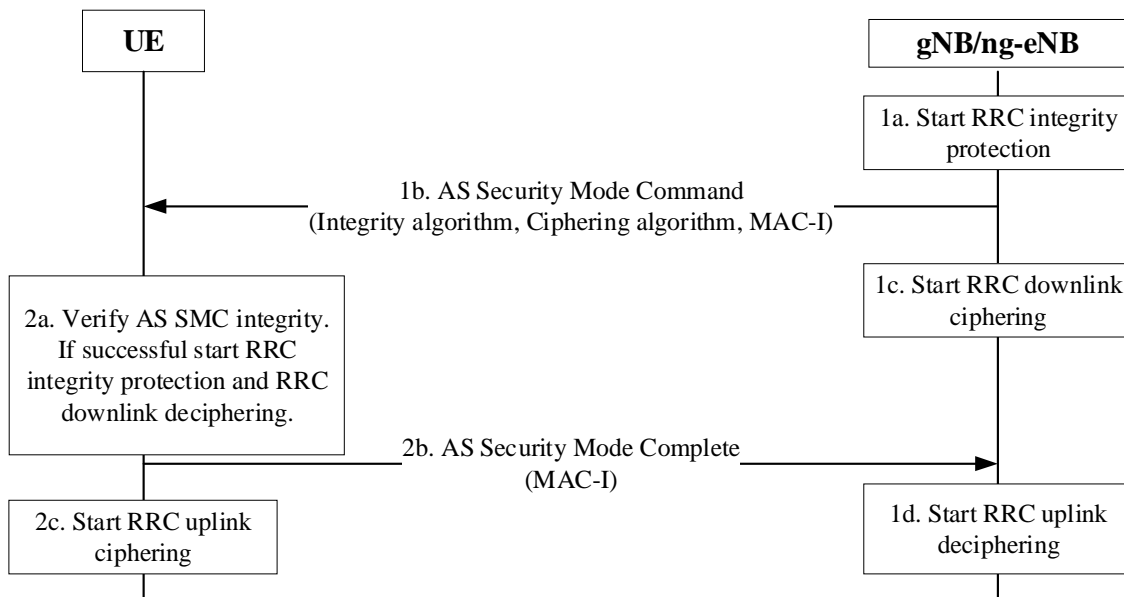 UE
gNB/ng-eNB
1a. Start RRC integrity
protection
1b. AS Security Mode Command
(Integrity algorithm, Ciphering algorithm, MAC-I)
1c. Start RRC downlink
ciphering
2a. Verify AS SMC integrity.
If successful start RRC
integrity protection and RRC
downlink deciphering.
2b. AS Security Mode Complete
(MAC-I)
2c. Start RRC uplink
ciphering
1d. Start RRC uplink
deciphering